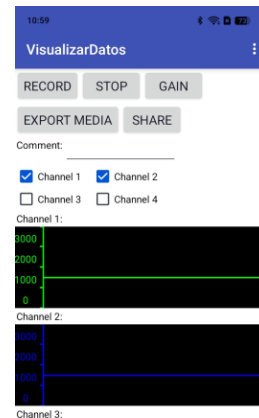 10:59 73
VisualizarDatos
RECORD STOP GAIN
EXPORT MEDIA SHARE
Comment:
Channel 1 Channel 2
Channel 3 Channel 4
Channel 1:
3000
2000
1000
0
Channel 2:
3000
2000
1000
0
Channel 3: